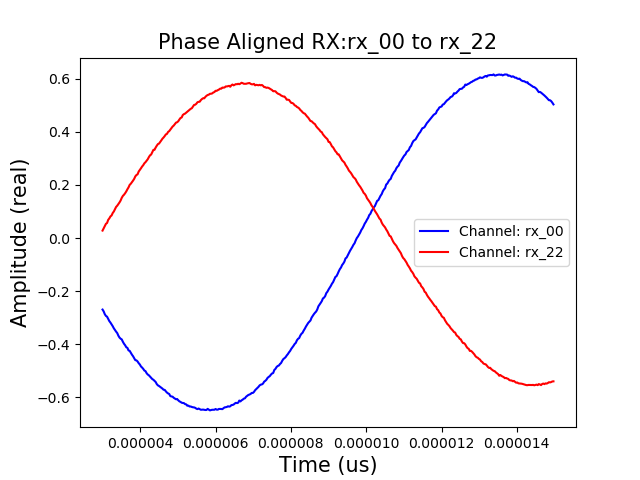 Phase Aligned RX:rx_00 to rx_22
Amplitude (real)
0.6
0.4
0.2
0.0
−0.2
−0.4
−0.6
Channel: rx_00
Channel: rx_22
0.000004 0.000006 0.000008 0.000010 0.000012 0.000014
Time (us)